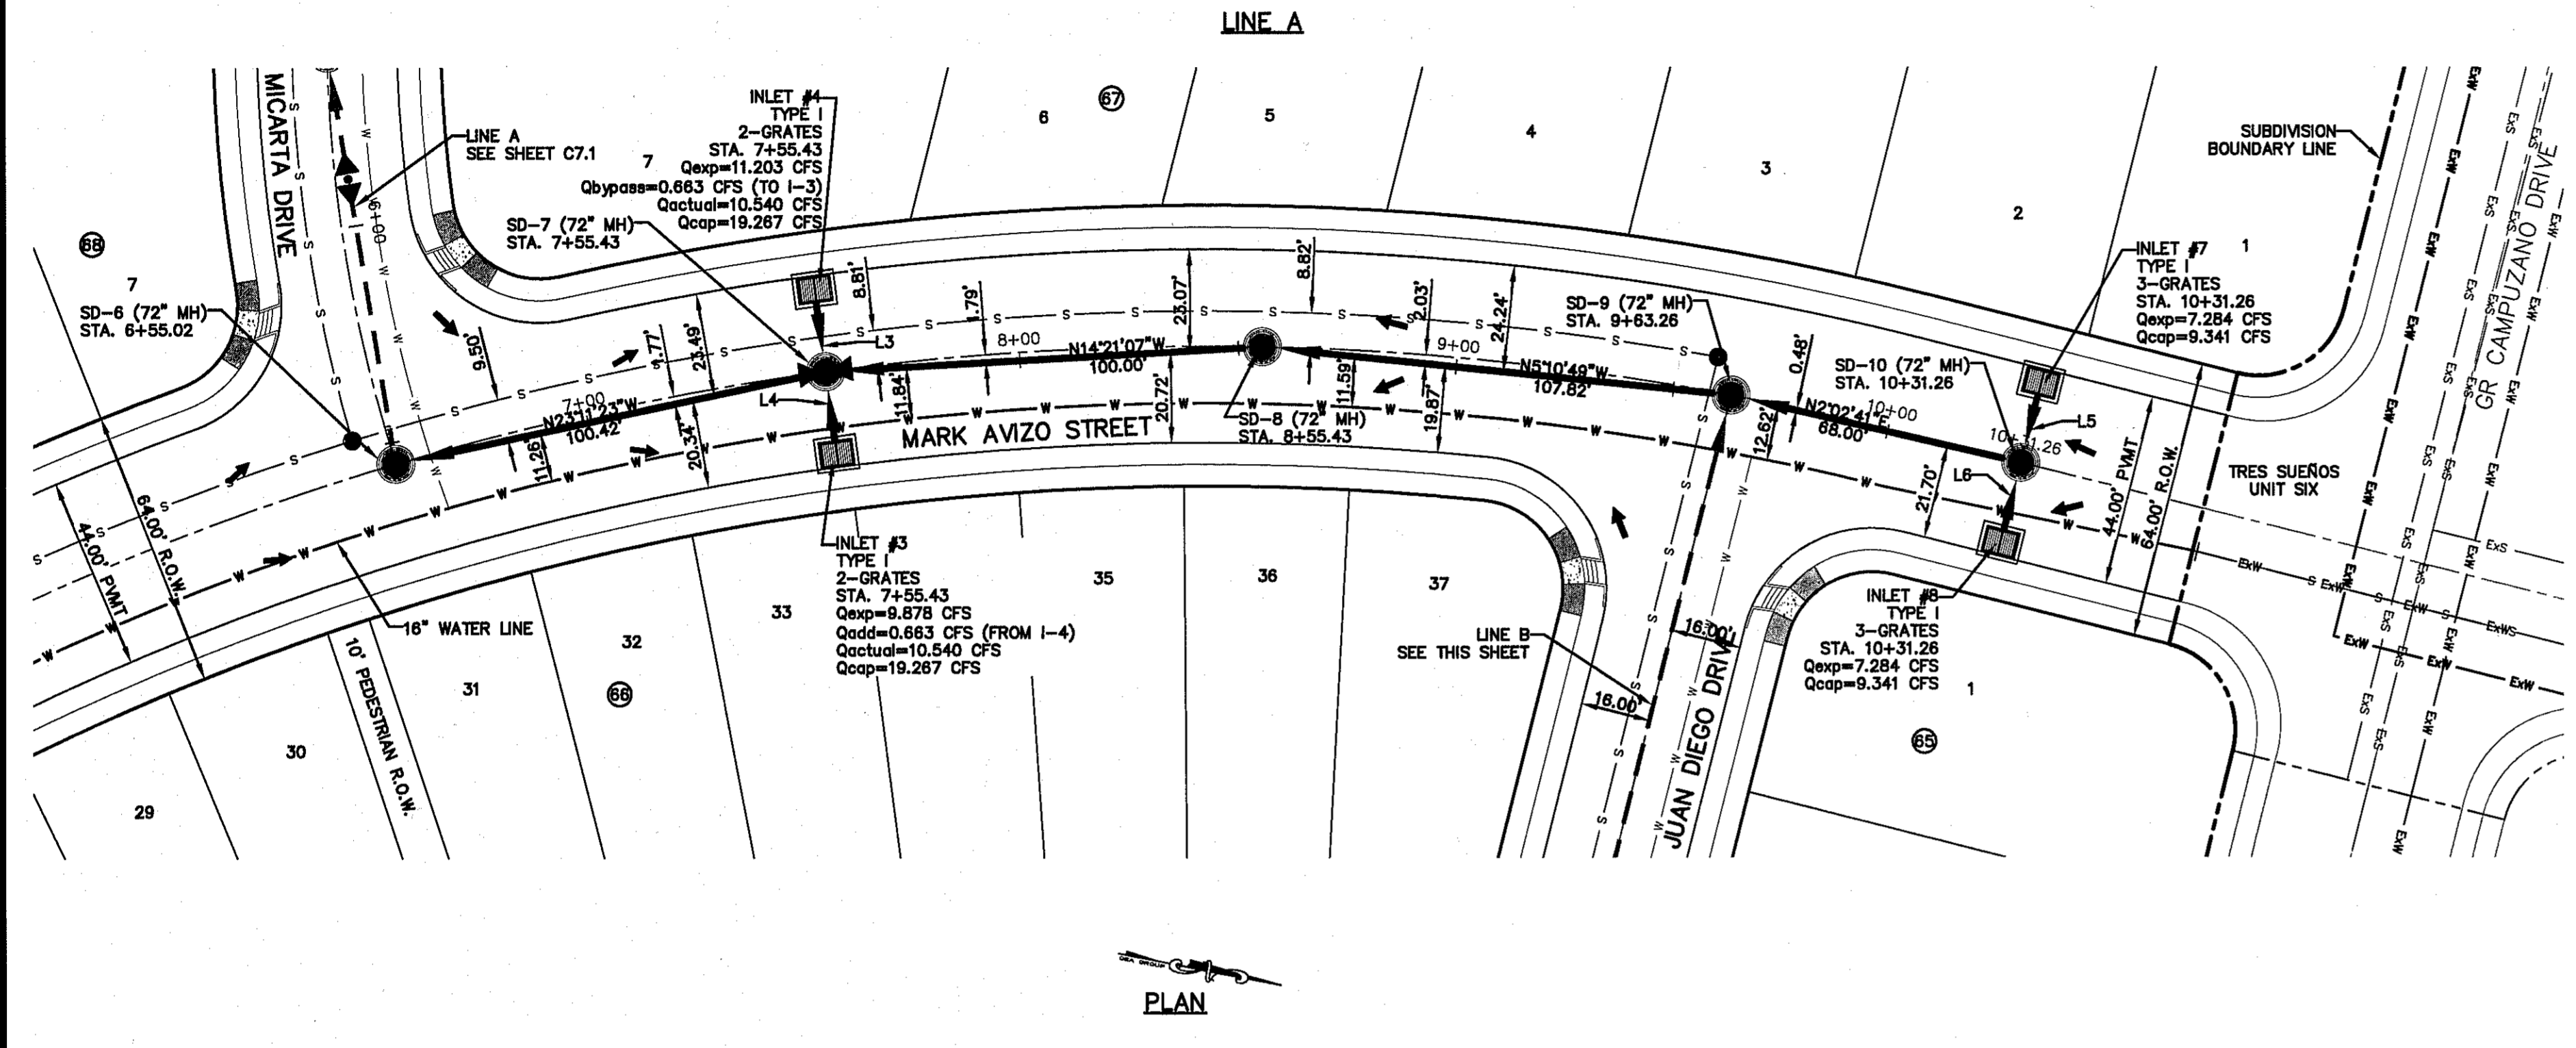 LINE A
MICARTA DRIVE
LINE A
SEE SHEET C7.1
6+00
INLET #4
TYPE I
2-GRATES
STA. 7+55.43
Qexp=11.203 CFS
Qbypass=0.663 CFS (TO I-3)
Qactual=10.540 CFS
Qcap=19.267 CFS
SD-7 (72" MH)
STA. 7+55.43
7
6
67
5
4
3
2
1
SUBDIVISION
BOUNDARY LINE
GR CAMPUZANO DRIVE
68
7
SD-6 (72" MH)
STA. 6+55.02
INLET #7
TYPE I
3-GRATES
STA. 10+31.26
Qexp=7.284 CFS
Qcap=9.341 CFS
SD-9 (72" MH)
STA. 9+63.26
SD-10 (72" MH)
STA. 10+31.26
9.50'
9.77'
23.49'
8.81'
1.79'
23.07'
8.82'
2.03'
24.24'
0.48'
L3
8+00
9+00
7+00
10+00
10+31.26
N23°11'23"W
100.42'
N14°21'07"W
100.00'
N5°10'49"W
107.82'
N2°02'41"E
68.00'
L4
L5
L6
11.26'
20.34'
11.84'
20.72'
11.59'
19.87'
12.62'
21.70'
MARK AVIZO STREET
SD-8 (72" MH)
STA. 8+55.43
44.00' PVMT
64.00' R.O.W.
44.00' PVMT
64.00' R.O.W.
TRES SUEÑOS
UNIT SIX
16" WATER LINE
10' PEDESTRIAN R.O.W.
INLET #3
TYPE I
2-GRATES
STA. 7+55.43
Qexp=9.878 CFS
Qadd=0.663 CFS (FROM I-4)
Qactual=10.540 CFS
Qcap=19.267 CFS
INLET #8
TYPE I
3-GRATES
STA. 10+31.26
Qexp=7.284 CFS
Qcap=9.341 CFS
LINE B
SEE THIS SHEET
16.00'
16.00'
JUAN DIEGO DRIVE
29
30
31
32
33
35
36
37
66
1
65
PLAN